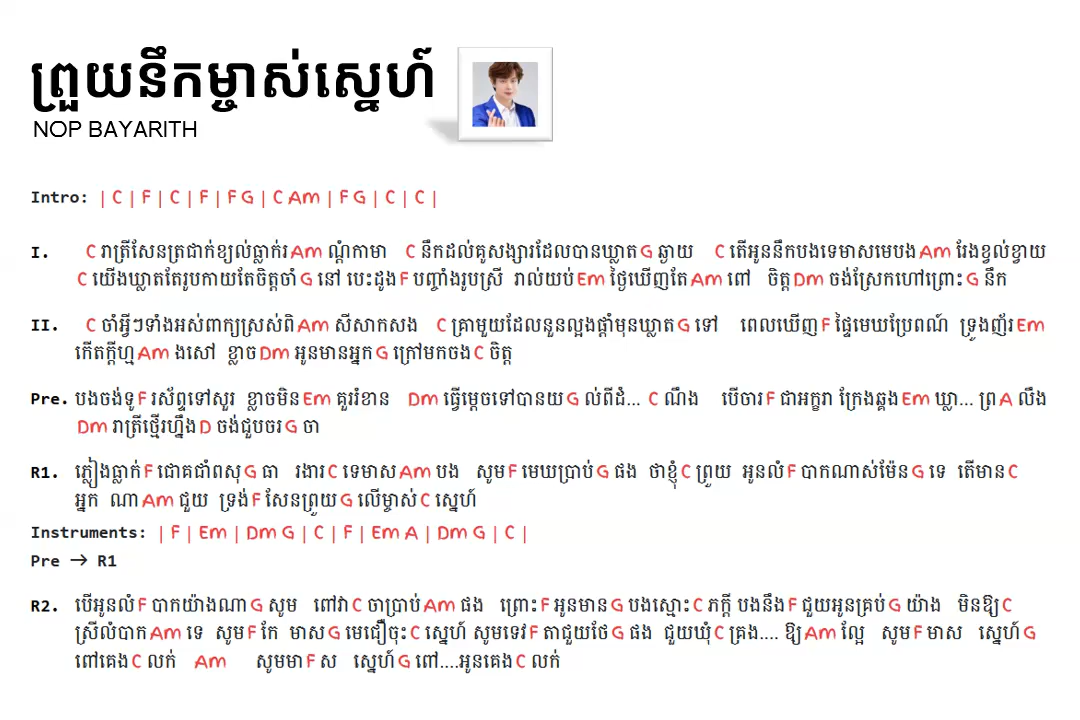 ព្រួយនឹកម្ចាស់ស្នេហ៍
NOP BAYARITH
Intro: | C | F | C | F | F G | C Am | F G | C | C |
I. C រាត្រីសែនត្រជាក់ខ្យល់ធ្លាក់រ Am ណ្ដំកាមា C នឹកដល់គូសង្សារដែលបានឃ្លាត G ឆ្ងាយ C តើអូននឹកបងទេមាសមេបង Am រែងខ្វល់ខ្វាយ
C យើងឃ្លាតតែរូបកាយតែចិត្តចាំ G នៅ បេះដូង F បញ្ចាំងរូបស្រី រាល់យប់ Em ថ្ងៃឃើញតែ Am ពៅ ចិត្ត Dm ចង់ស្រែកហៅព្រោះ G នឹក
II. C ចាំអ្វីៗទាំងអស់ពាក្យស្រស់ពិ Am សីសាកសង C គ្រាមួយដែលនួនល្អងផ្ដាំមុនឃ្លាត G ទៅ ពេលឃើញ F ផ្ទៃមេឃប្រែពណ៍ ទ្រូងញ័រ Em
កើតក្ដីហ្ម Am ងសៅ ខ្លាច Dm អូនមានអ្នក G ក្រៅមកចង C ចិត្ត
Pre. បងចង់ទូ F រស័ព្ទទៅសួរ ខ្លាចមិន Em គួររំខាន Dm ធ្វើម្ដេចទៅបានយ G ល់ពីដំ... C ណឹង បើចារ F ជាអក្ខរា ក្រែងឆ្គង Em ឃ្លា... ព្រ A លឹង
Dm រាត្រីថ្មើរហ្នឹង D ចង់ជួបចរ G ចា
R1. ភ្លៀងធ្លាក់ F ជោគជាំពសុ G ធា រងារ C ទេមាស Am បង សូម F មេឃប្រាប់ G ផង ថាខ្ញុំ C ព្រួយ អូនលំ F បាកណាស់ម៉ែន G ទេ តើមាន C
អ្នក ណា Am ជួយ ទ្រង់ F សែនព្រួយ G លើម្ចាស់ C ស្នេហ៍
Instruments: | F | Em | Dm G | C | F | Em A | Dm G | C |
Pre → R1
R2. បើអូនលំ F បាកយ៉ាងណា G សូម ពៅវា C ចាប្រាប់ Am ផង ព្រោះ F អូនមាន G បងស្មោះ C ភក្ដី បងនឹង F ជួយអូនគ្រប់ G យ៉ាង មិនឱ្យ C
ស្រីលំបាក Am ទេ សូម F កែ មាស G មេជឿចុះ C ស្នេហ៍ សូមទេវ F តាជួយថែ G ផង ជួយឃុំ C គ្រង.... ឱ្យ Am ល្អែ សូម F មាស ស្នេហ៍ G
ពៅគេង C លក់ Am សូមមា F ស ស្នេហ៍ G ពៅ....អូនគេង C លក់